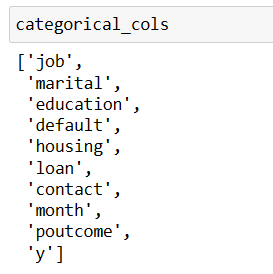 categorical_cols
['job',
'marital',
'education',
'default',
'housing',
'loan',
'contact',
'month',
'poutcome',
'y']